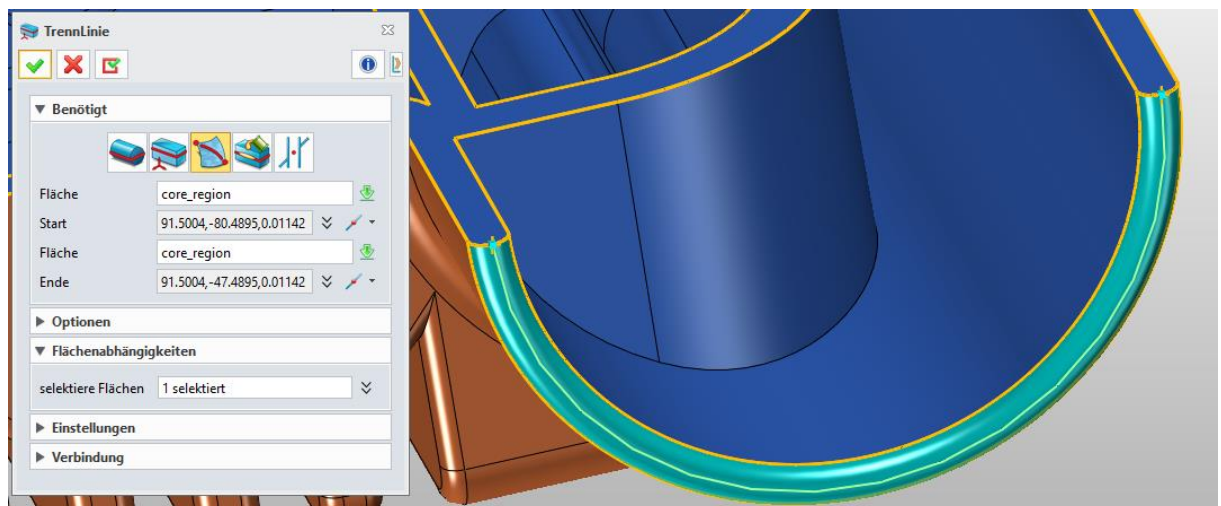 TrennLinie
Benötigt
Fläche core_region
Start 91.5004,-80.4895,0.01142
Fläche core_region
Ende 91.5004,-47.4895,0.01142
Optionen
Flächenabhängigkeiten
selektiere Flächen 1 selektiert
Einstellungen
Verbindung